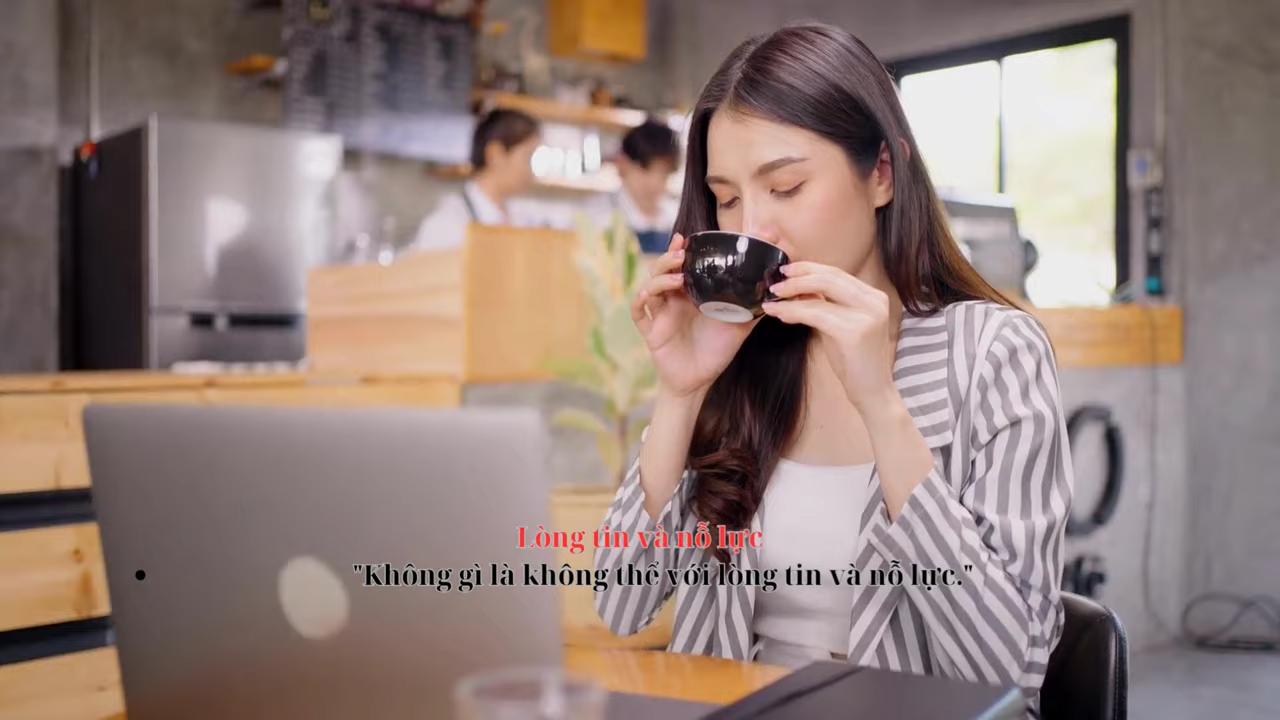 Lòng tin và nỗ lực
• "Không gì là không thể với lòng tin và nỗ lực."